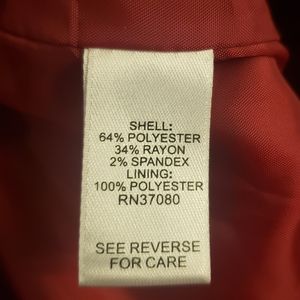 SHELL:
64% POLYESTER
34% RAYON
2% SPANDEX
LINING:
100% POLYESTER
RN37080
SEE REVERSE
FOR CARE